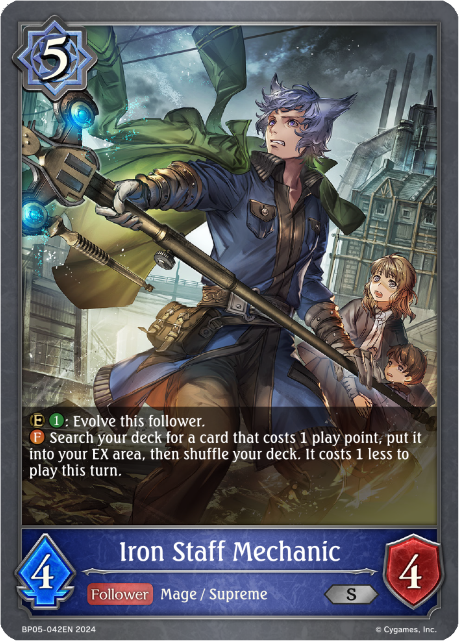 5
E 1: Evolve this follower.
F Search your deck for a card that costs 1 play point, put it
into your EX area, then shuffle your deck. It costs 1 less to
play this turn.
Iron Staff Mechanic
4
Follower Mage / Supreme
S
4
BP05-042EN 2024
© Cygames, Inc.